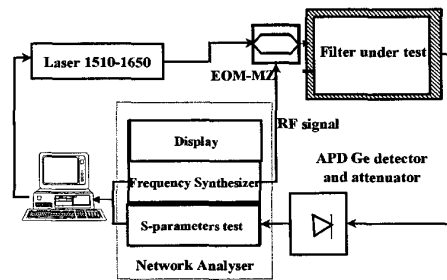 Laser 1510-1650
EOM-MZ
Filter under test
RF signal
Display
Frequency Synthesizer
S-parameters test
Network Analyser
APD Ge detector
and attenuator